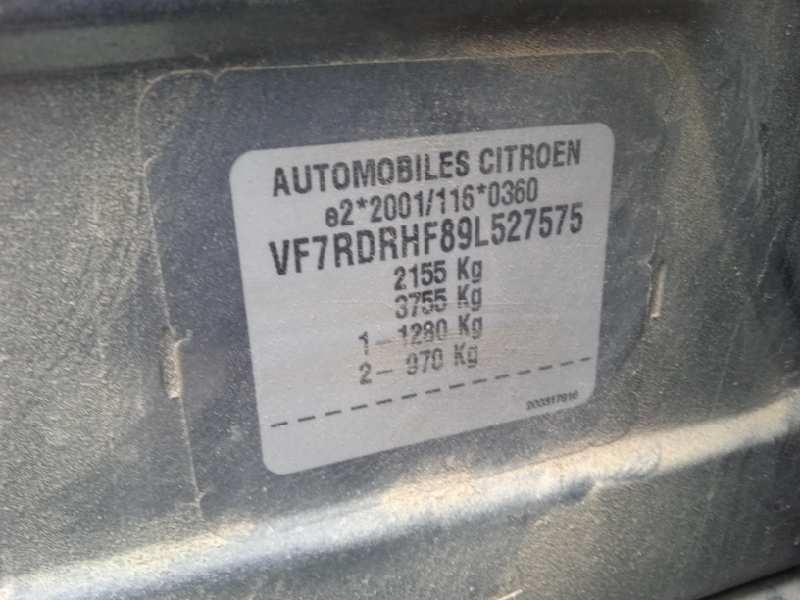 AUTOMOBILES CITROEN
e2*2001/116*0360
VF7RDRHF89L527575
2155 Kg
3755 Kg
1- 1280 Kg
2- 970 Kg